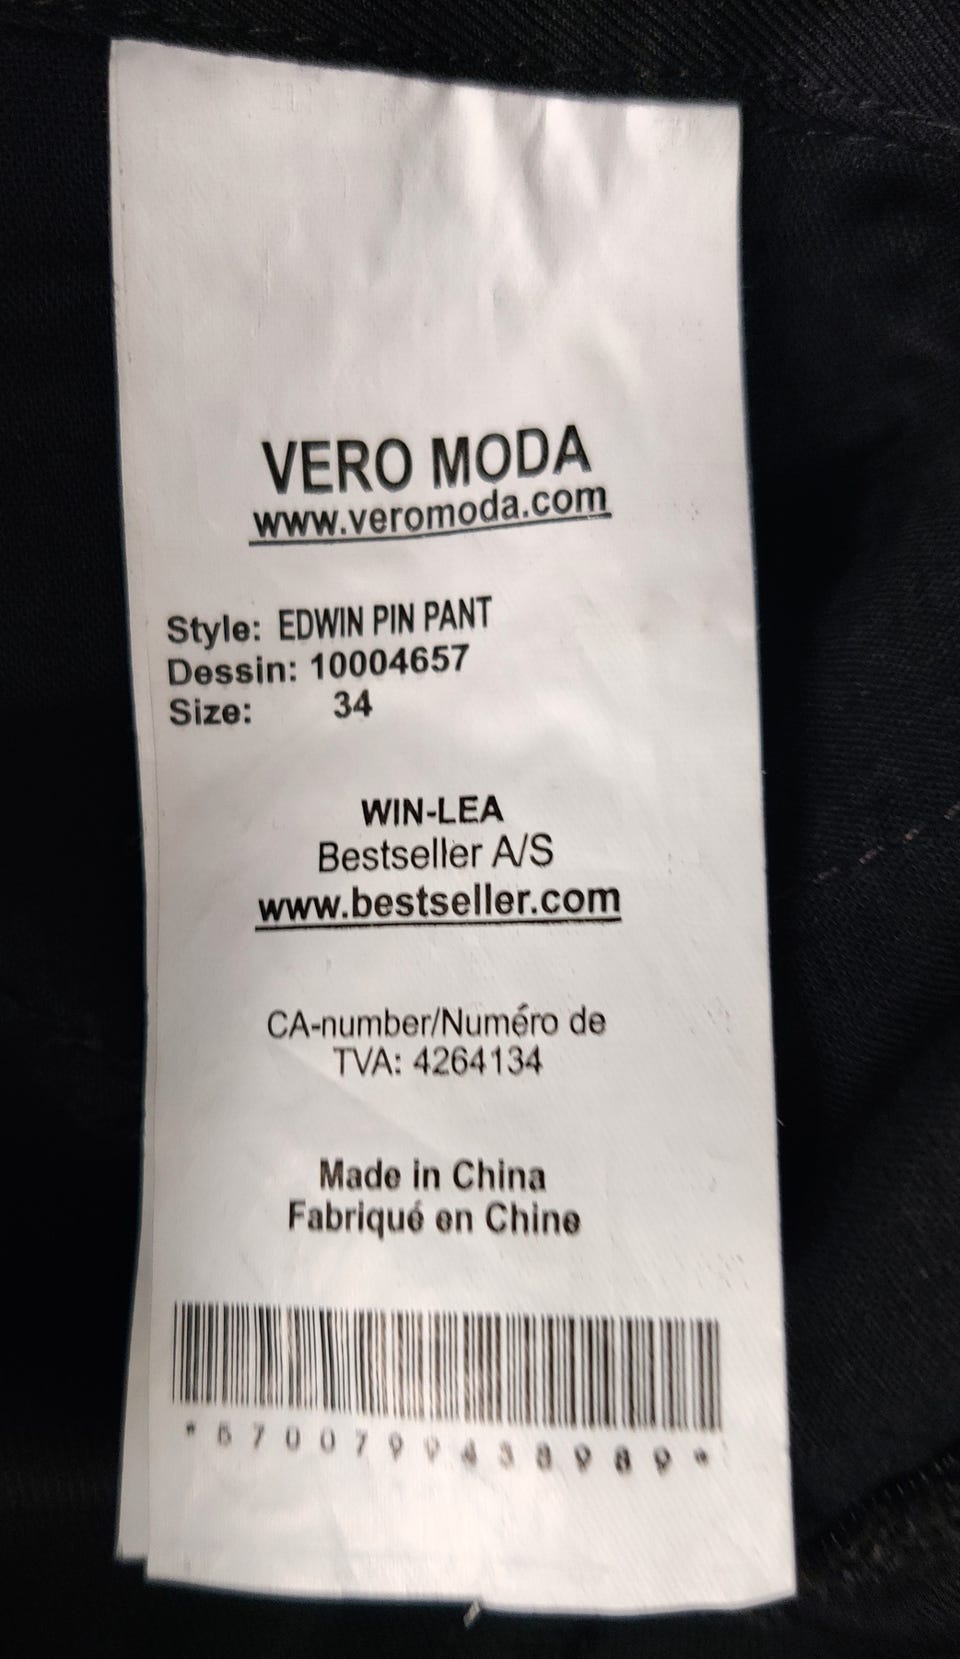 VERO MODA
www.veromoda.com
Style: EDWIN PIN PANT
Dessin: 10004657
Size: 34
WIN-LEA
Bestseller A/S
www.bestseller.com
CA-number/Numéro de
TVA: 4264134
Made in China
Fabriqué en Chine
*5700799438989*